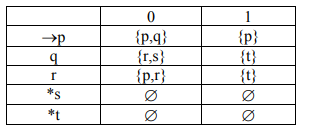 0 1
→p {p,q} {p}
q {r,s} {t}
r {p,r} {t}
*s ∅ ∅
*t ∅ ∅